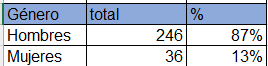 Género total %
Hombres 246 87%
Mujeres 36 13%